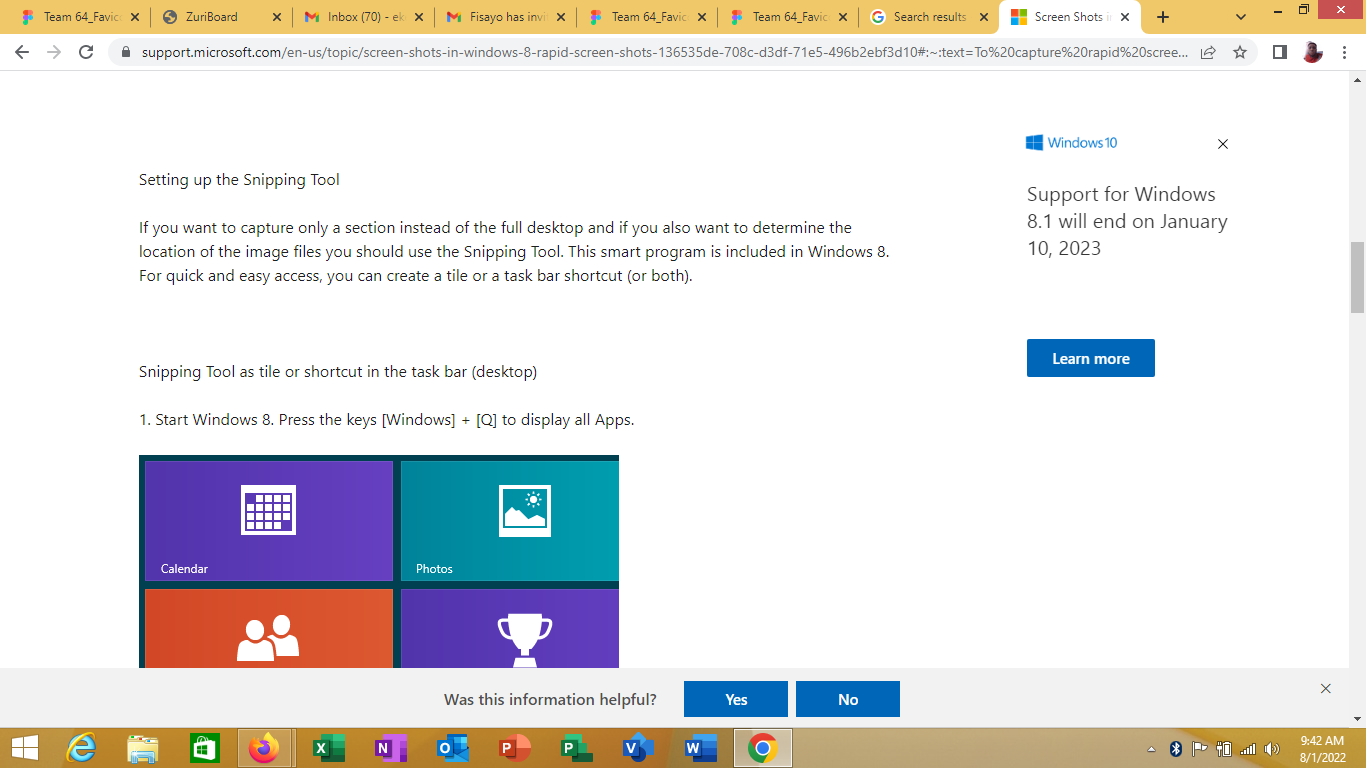 Team 64_Favic
ZuriBoard
Inbox (70) - ek
Fisayo has invi
Team 64_Favic
Team 64_Favic
Search results
Screen Shots i
support.microsoft.com/en-us/topic/screen-shots-in-windows-8-rapid-screen-shots-136535de-708c-d3df-71e5-496b2ebf3d10#:~:text=To%20capture%20rapid%20scree...
Windows10
Support for Windows
8.1 will end on January
10, 2023
Learn more
Setting up the Snipping Tool
If you want to capture only a section instead of the full desktop and if you also want to determine the
location of the image files you should use the Snipping Tool. This smart program is included in Windows 8.
For quick and easy access, you can create a tile or a task bar shortcut (or both).
Snipping Tool as tile or shortcut in the task bar (desktop)
1. Start Windows 8. Press the keys [Windows] + [Q] to display all Apps.
Calendar
Photos
Was this information helpful?
Yes
No
9:42 AM
8/1/2022